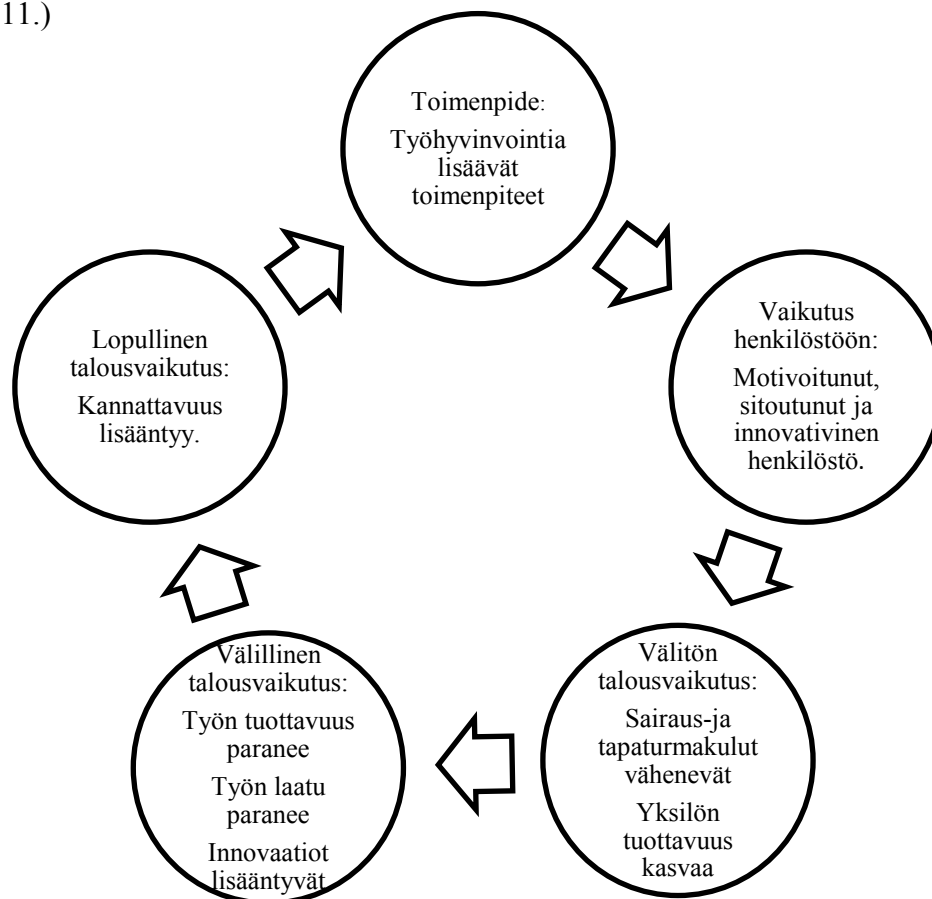 11.)
Toimenpide:
Työhyvinvointia
lisäävät
toimenpiteet
Vaikutus
henkilöstöön:
Motivoitunut,
sitoutunut ja
innovativinen
henkilöstö.
Välitön
talousvaikutus:
Sairaus-ja
tapaturmakulut
vähenevät
Yksilön
tuottavuus
kasvaa
Välillinen
talousvaikutus:
Työn tuottavuus
paranee
Työn laatu
paranee
Innovaatiot
lisääntyvät
Lopullinen
talousvaikutus:
Kannattavuus
lisääntyy.